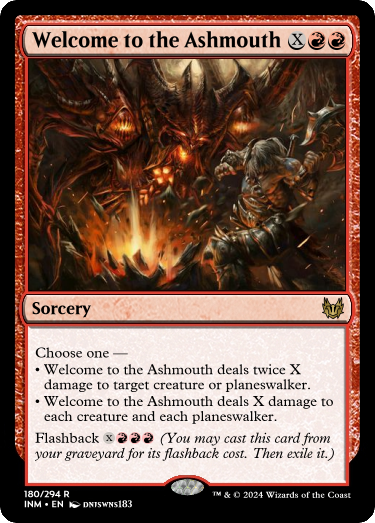 Welcome to the Ashmouth X
Sorcery
Choose one —
• Welcome to the Ashmouth deals twice X
damage to target creature or planeswalker.
• Welcome to the Ashmouth deals X damage to
each creature and each planeswalker.
Flashback X (You may cast this card from
your graveyard for its flashback cost. Then exile it.)
180/294 R
INM • EN DNJSWNS183
™ & © 2024 Wizards of the Coast